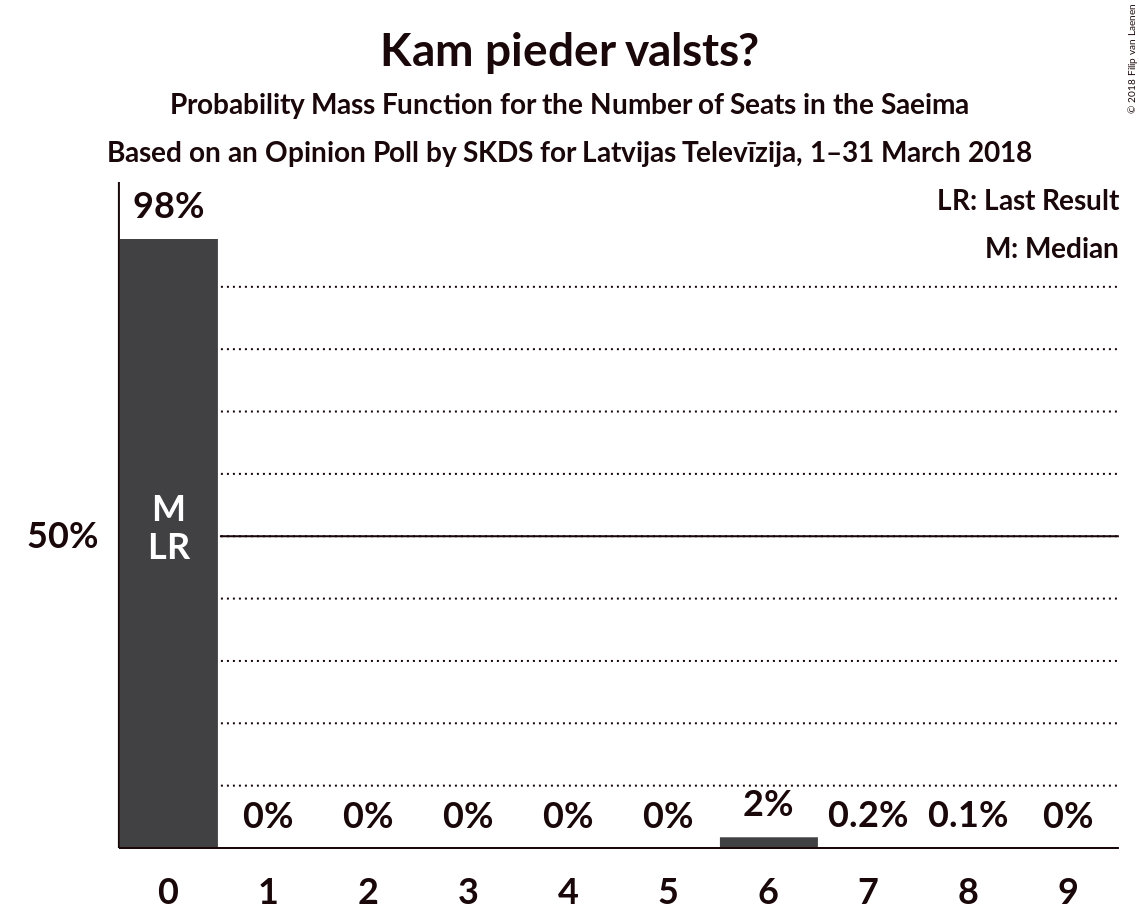 Kam pieder valsts?
Probability Mass Function for the Number of Seats in the Saeima
Based on an Opinion Poll by SKDS for Latvijas Televīzija, 1–31 March 2018
© 2018 Filip van Laenen
LR: Last Result
M: Median
98%
M
LR
50%
0% 0% 0% 0% 0% 2% 0.2% 0.1% 0%
0 1 2 3 4 5 6 7 8 9